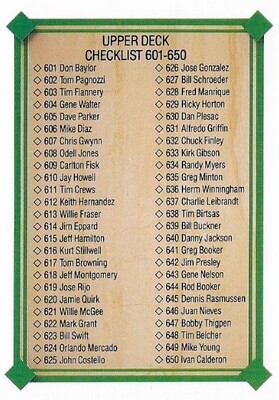 UPPER DECK
CHECKLIST 601-650
601 Don Baylor
602 Tom Pagnozzi
603 Tim Flannery
604 Gene Walter
605 Dave Parker
606 Mike Diaz
607 Chris Gwynn
608 Odell Jones
609 Carlton Fisk
610 Jay Howell
611 Tim Crews
612 Keith Hernandez
613 Willie Fraser
614 Jim Eppard
615 Jeff Hamilton
616 Kurt Stillwell
617 Tom Browning
618 Jeff Montgomery
619 Jose Rijo
620 Jamie Quirk
621 Willie McGee
622 Mark Grant
623 Bill Swift
624 Orlando Mercado
625 John Costello
626 Jose Gonzalez
627 Bill Schroeder
628 Fred Manrique
629 Ricky Horton
630 Dan Plesac
631 Alfredo Griffin
632 Chuck Finley
633 Kirk Gibson
634 Randy Myers
635 Greg Minton
636 Herm Winningham
637 Charlie Leibrandt
638 Tim Birtsas
639 Bill Buckner
640 Danny Jackson
641 Greg Booker
642 Jim Presley
643 Gene Nelson
644 Rod Booker
645 Dennis Rasmussen
646 Juan Nieves
647 Bobby Thigpen
648 Tim Belcher
649 Mike Young
650 Ivan Calderon